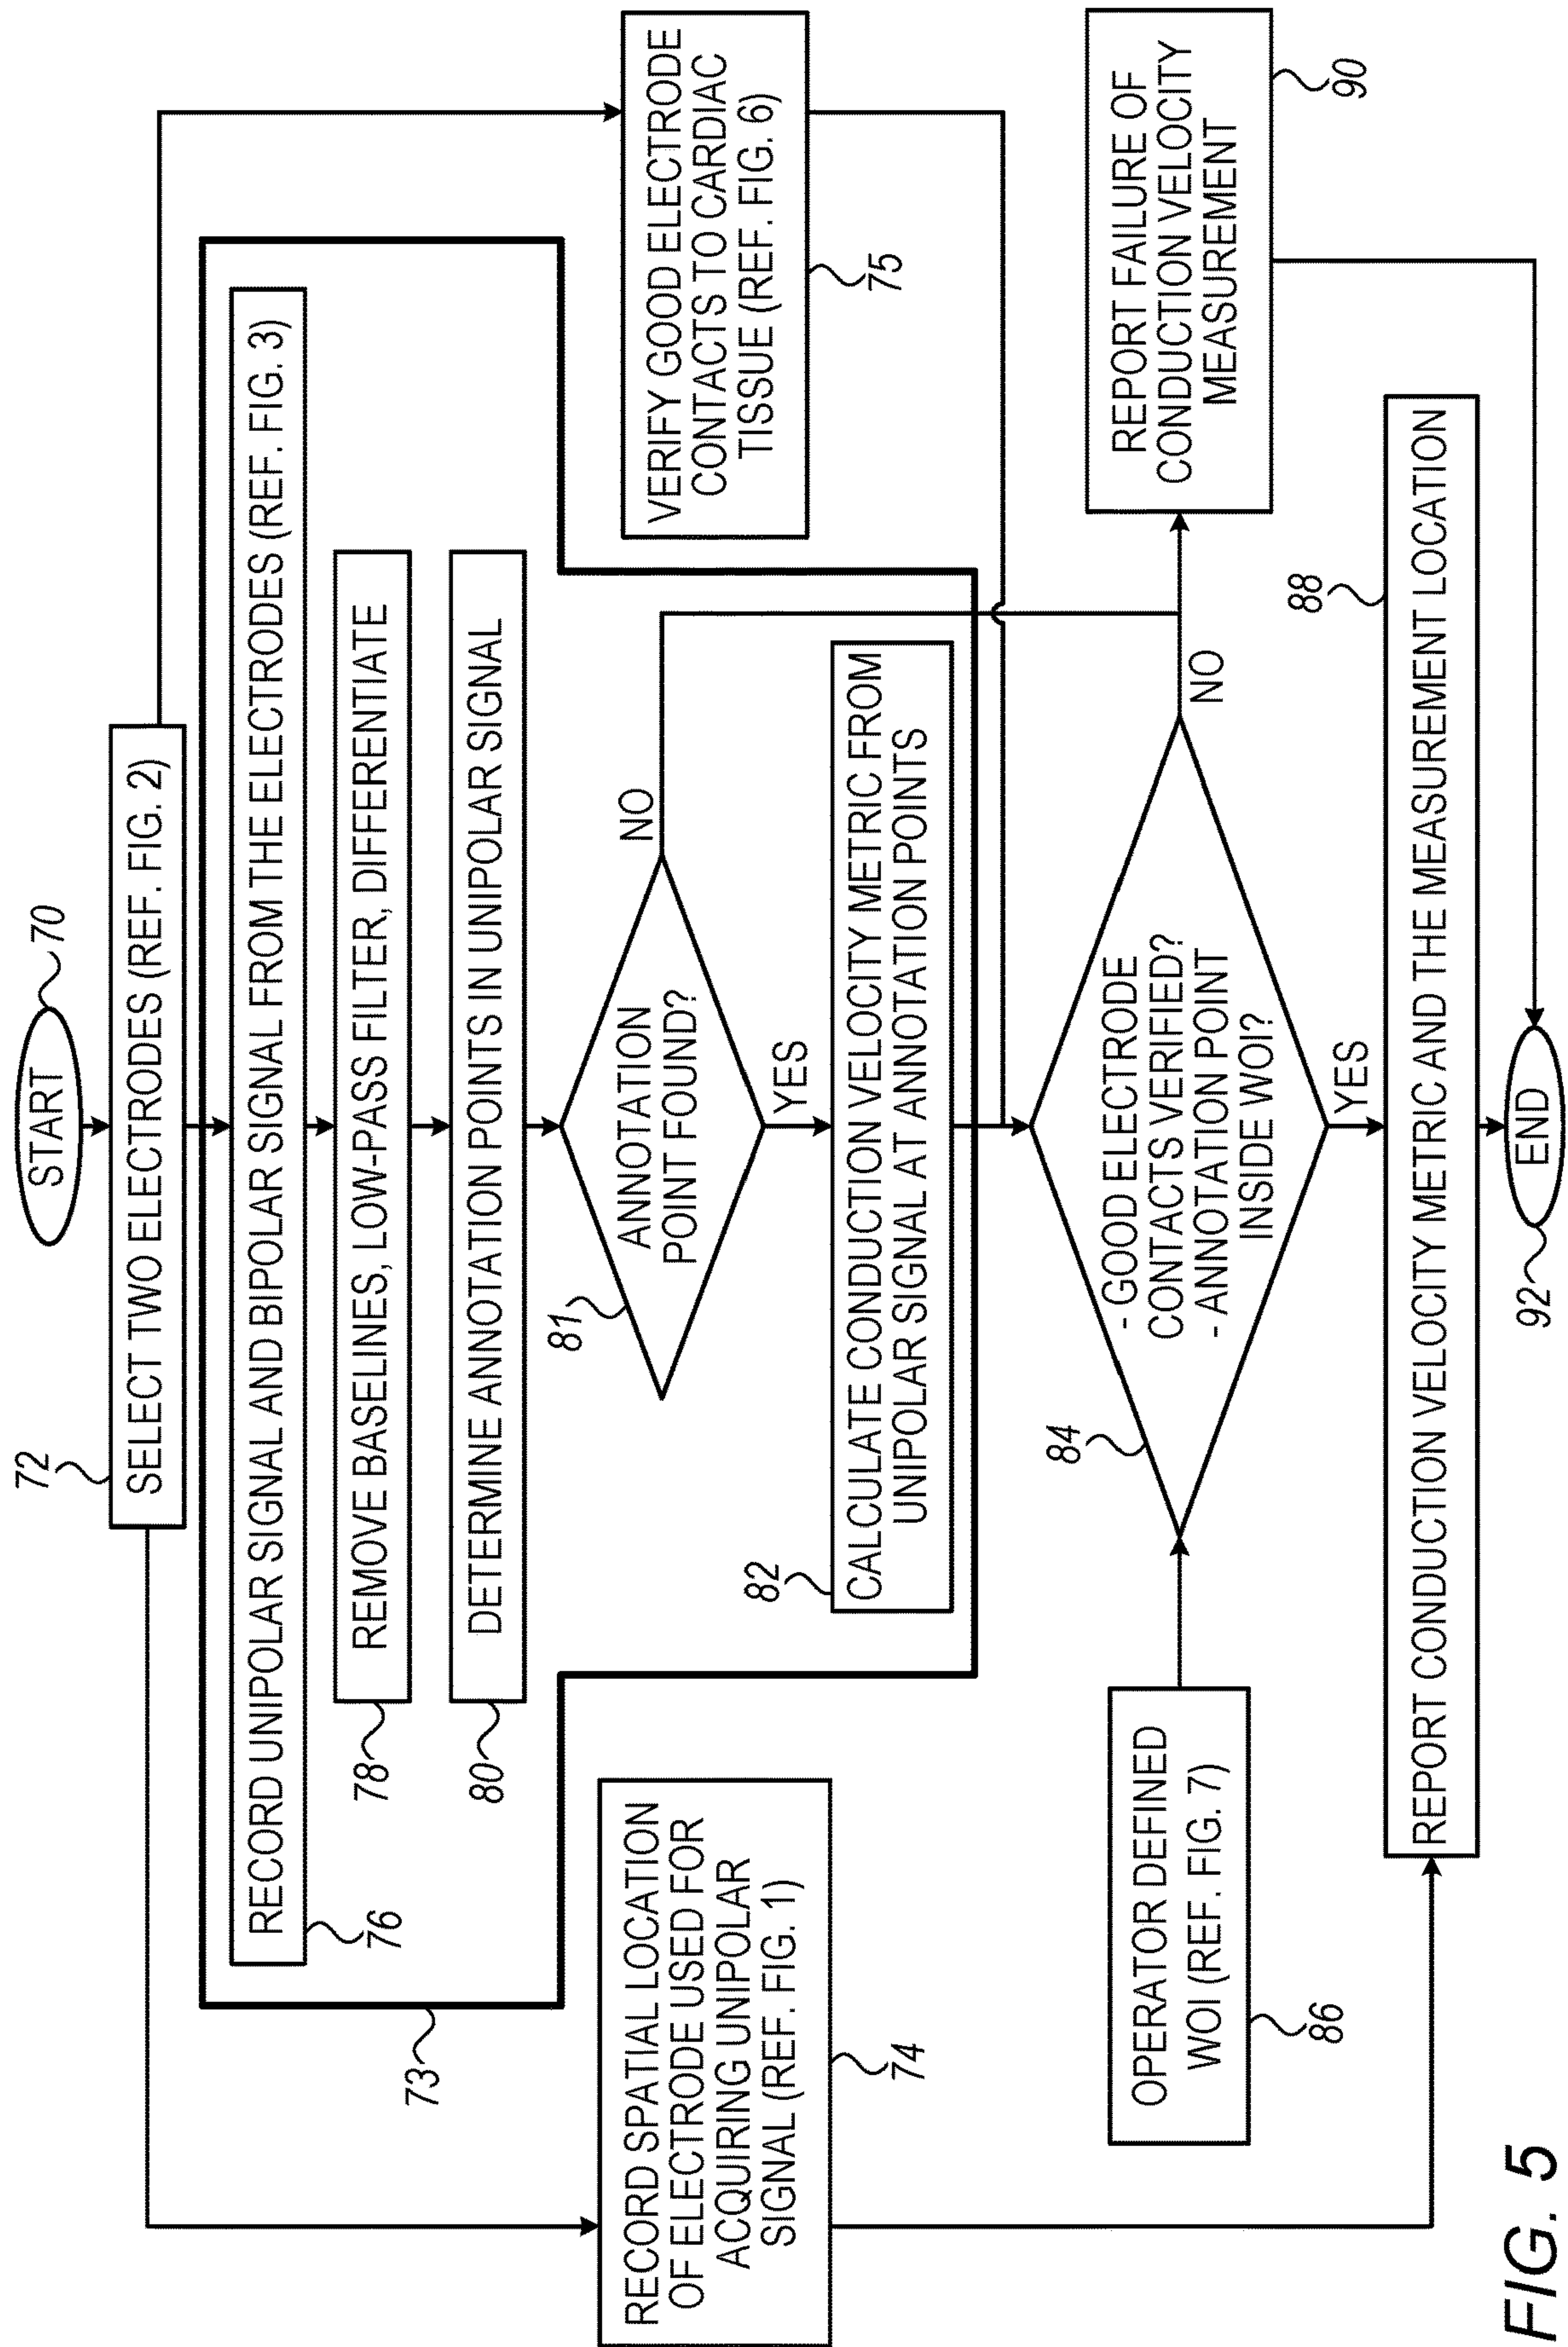 START
70
72
SELECT TWO ELECTRODES (REF. FIG. 2)
73
RECORD UNIPOLAR SIGNAL AND BIPOLAR SIGNAL FROM THE ELECTRODES (REF. FIG. 3)
76
REMOVE BASELINES, LOW-PASS FILTER, DIFFERENTIATE
78
DETERMINE ANNOTATION POINTS IN UNIPOLAR SIGNAL
80
RECORD SPATIAL LOCATION
OF ELECTRODE USED FOR
ACQUIRING UNIPOLAR
SIGNAL (REF. FIG. 1)
74
81
ANNOTATION
POINT FOUND?
NO
YES
VERIFY GOOD ELECTRODE
CONTACTS TO CARDIAC
TISSUE (REF. FIG. 6)
75
82
CALCULATE CONDUCTION VELOCITY METRIC FROM
UNIPOLAR SIGNAL AT ANNOTATION POINTS
84
- GOOD ELECTRODE
CONTACTS VERIFIED?
- ANNOTATION POINT
INSIDE WOI?
NO
YES
OPERATOR DEFINED
WOI (REF. FIG. 7)
86
REPORT FAILURE OF
CONDUCTION VELOCITY
MEASUREMENT
90
88
REPORT CONDUCTION VELOCITY METRIC AND THE MEASUREMENT LOCATION
END
92
FIG. 5